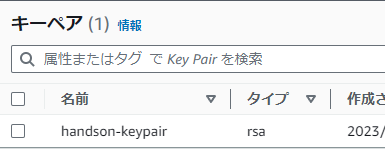 キーペア (1) 情報
属性またはタグ で Key Pair を検索
名前 タイプ 作成さ
handson-keypair rsa 2023/